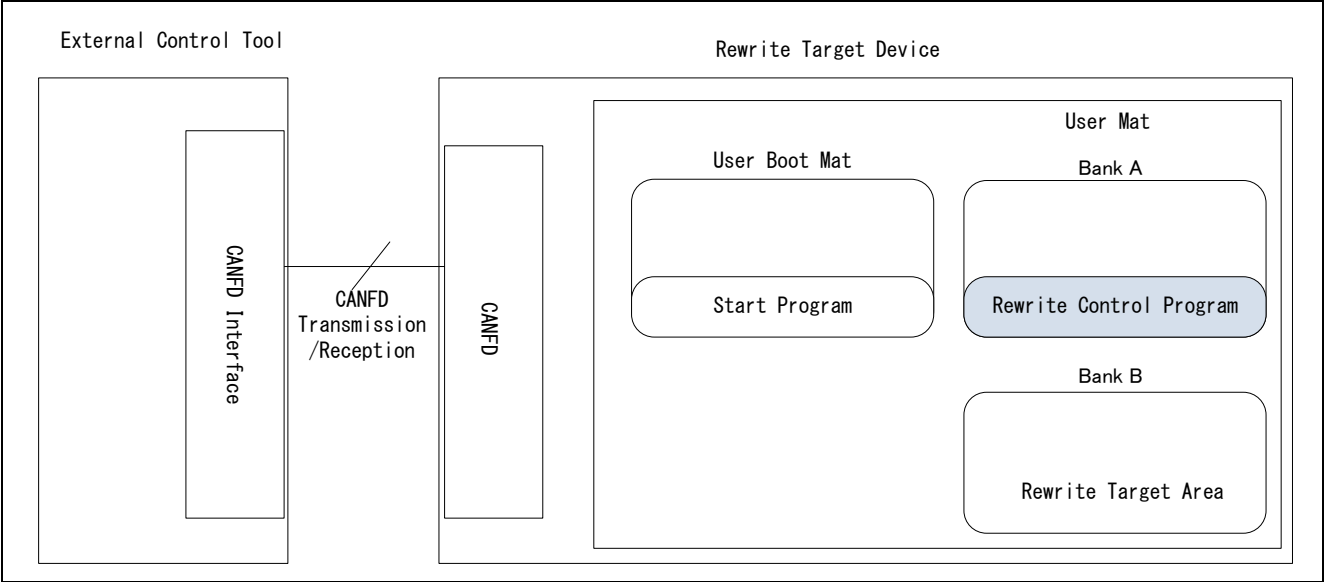 External Control Tool
Rewrite Target Device
User Mat
User Boot Mat
Bank A
CANFD Interface
CANFD
Transmission
/Reception
CANFD
Start Program
Rewrite Control Program
Bank B
Rewrite Target Area